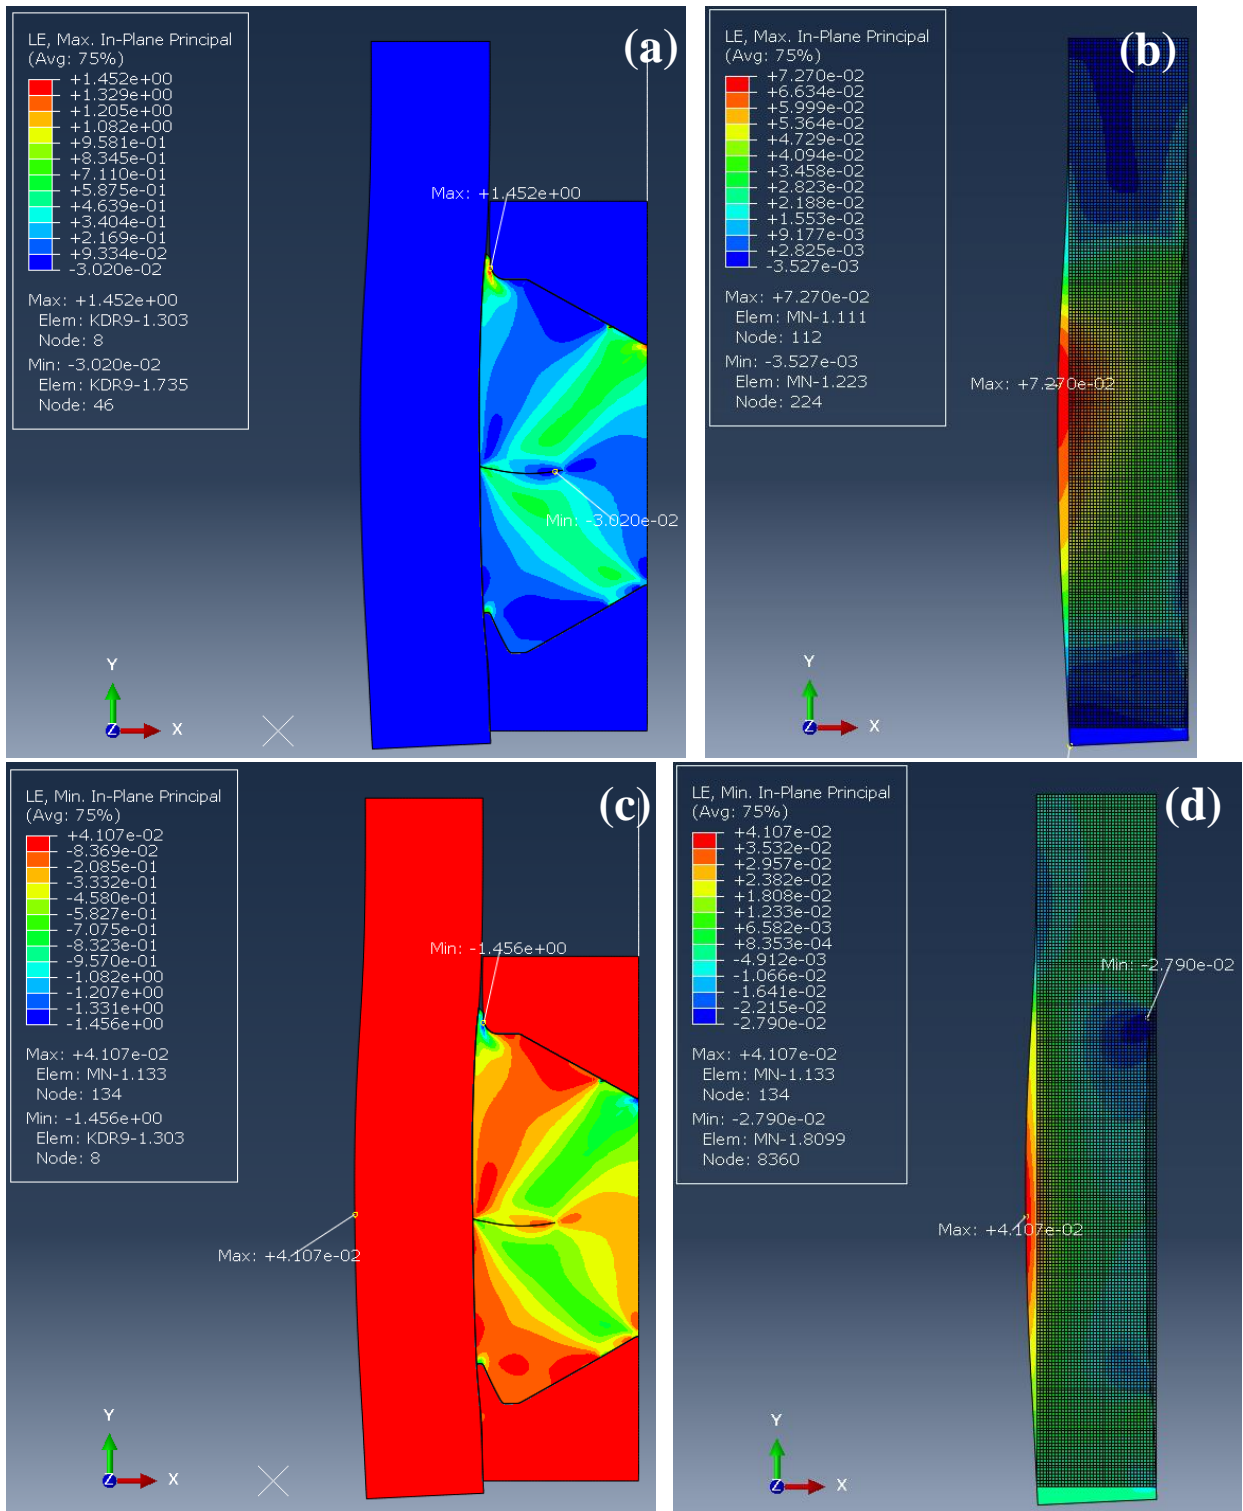 (a)
LE, Max. In-Plane Principal
(Avg: 75%)
+1.452e+00
+1.329e+00
+1.205e+00
+1.082e+00
+9.581e-01
+8.345e-01
+7.110e-01
+5.875e-01
+4.639e-01
+3.404e-01
+2.169e-01
+9.334e-02
-3.020e-02
Max: +1.452e+00
Elem: KDR9-1.303
Node: 8
Min: -3.020e-02
Elem: KDR9-1.735
Node: 46
Max: +1.452e+00
Min: -3.020e-02
Y
Z
X
(b)
LE, Max. In-Plane Principal
(Avg: 75%)
+7.270e-02
+6.634e-02
+5.999e-02
+5.364e-02
+4.729e-02
+4.094e-02
+3.458e-02
+2.823e-02
+2.188e-02
+1.553e-02
+9.177e-03
+2.825e-03
-3.527e-03
Max: +7.270e-02
Elem: MN-1.111
Node: 112
Min: -3.527e-03
Elem: MN-1.223
Node: 224
Max: +7.270e-02
Y
Z
X
(c)
LE, Min. In-Plane Principal
(Avg: 75%)
+4.107e-02
-8.369e-02
-2.085e-01
-3.332e-01
-4.580e-01
-5.827e-01
-7.075e-01
-8.323e-01
-9.570e-01
-1.082e+00
-1.207e+00
-1.331e+00
-1.456e+00
Max: +4.107e-02
Elem: MN-1.133
Node: 134
Min: -1.456e+00
Elem: KDR9-1.303
Node: 8
Min: -1.456e+00
Max: +4.107e-02
Y
Z
X
(d)
LE, Min. In-Plane Principal
(Avg: 75%)
+4.107e-02
+3.532e-02
+2.957e-02
+2.382e-02
+1.808e-02
+1.233e-02
+6.582e-03
+8.353e-04
-4.912e-03
-1.066e-02
-1.641e-02
-2.215e-02
-2.790e-02
Max: +4.107e-02
Elem: MN-1.133
Node: 134
Min: -2.790e-02
Elem: MN-1.8099
Node: 8360
Min: -2.790e-02
Max: +4.107e-02
Y
Z
X